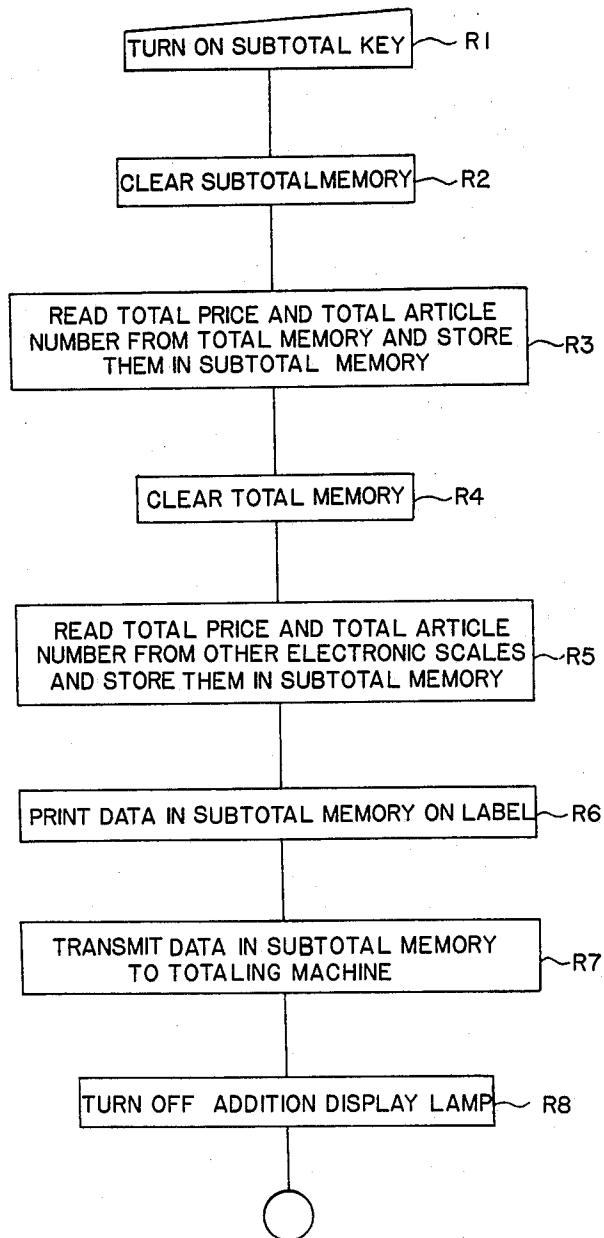 TURN ON SUBTOTAL KEY R1
CLEAR SUBTOTAL MEMORY R2
READ TOTAL PRICE AND TOTAL ARTICLE
NUMBER FROM TOTAL MEMORY AND STORE
THEM IN SUBTOTAL MEMORY R3
CLEAR TOTAL MEMORY R4
READ TOTAL PRICE AND TOTAL ARTICLE
NUMBER FROM OTHER ELECTRONIC SCALES
AND STORE THEM IN SUBTOTAL MEMORY R5
PRINT DATA IN SUBTOTAL MEMORY ON LABEL R6
TRANSMIT DATA IN SUBTOTAL MEMORY
TO TOTALING MACHINE R7
TURN OFF ADDITION DISPLAY LAMP R8